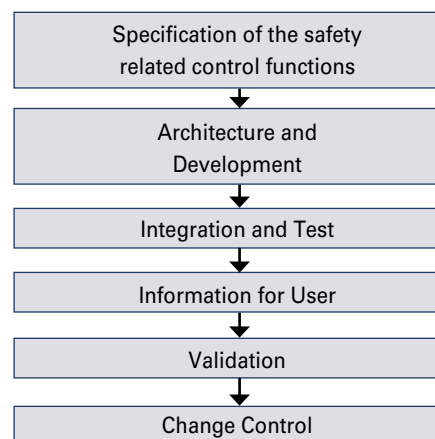 Specification of the safety
related control functions
Architecture and
Development
Integration and Test
Information for User
Validation
Change Control